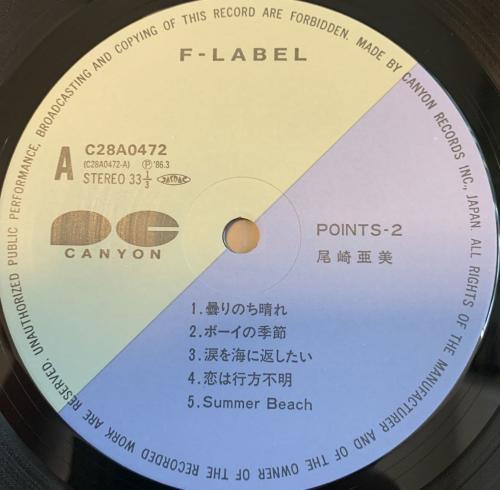 UNAUTHORIZED PUBLIC PERFORMANCE, BROADCASTING AND COPYING OF THIS RECORD ARE FORBIDDEN. MADE BY CANYON RECORDS INC., JAPAN. ALL RIGHTS OF THE MANUFACTURER AND OF THE OWNER OF THE RECORDED WORK ARE RESERVED.
F-LABEL
A
C28A0472
(C28A0472-A) Ⓟ'86.3
STEREO 33 1/3
CANYON
POINTS-2
尾崎亜美
1.曇りのち晴れ
2.ボーイの季節
3.涙を海に返したい
4.恋は行方不明
5.Summer Beach